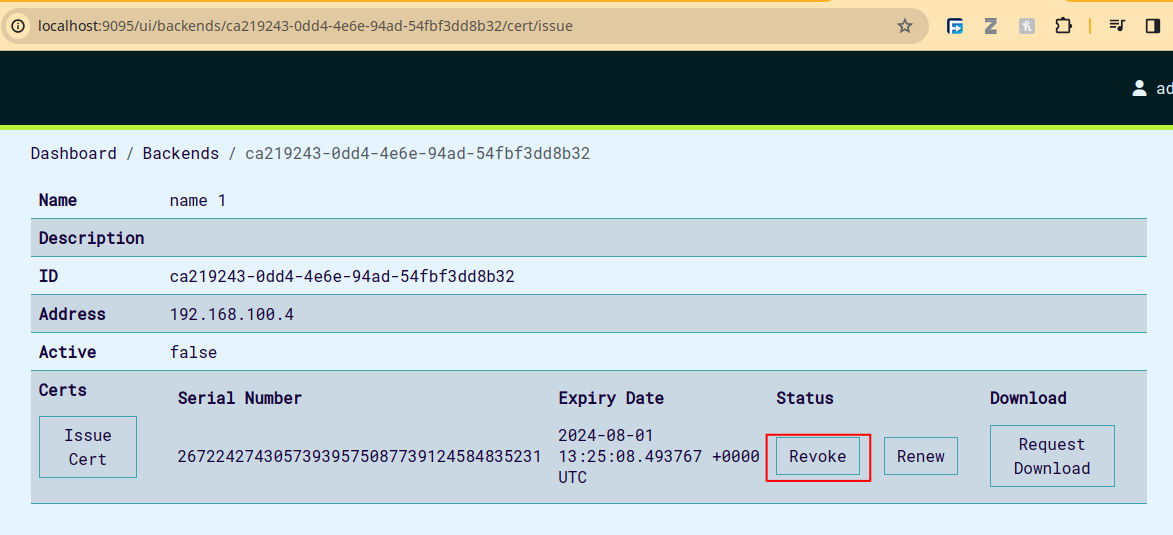 localhost:9095/ui/backends/ca219243-0dd4-4e6e-94ad-54fbf3dd8b32/cert/issue
ad
Dashboard / Backends / ca219243-0dd4-4e6e-94ad-54fbf3dd8b32
Name name 1
Description
ID ca219243-0dd4-4e6e-94ad-54fbf3dd8b32
Address 192.168.100.4
Active false
Certs
Issue
Cert
Serial Number Expiry Date Status Download
267224274305739395750877391245848​35231
2024-08-01
13:25:08.493767 +0000
UTC
Revoke
Renew
Request
Download